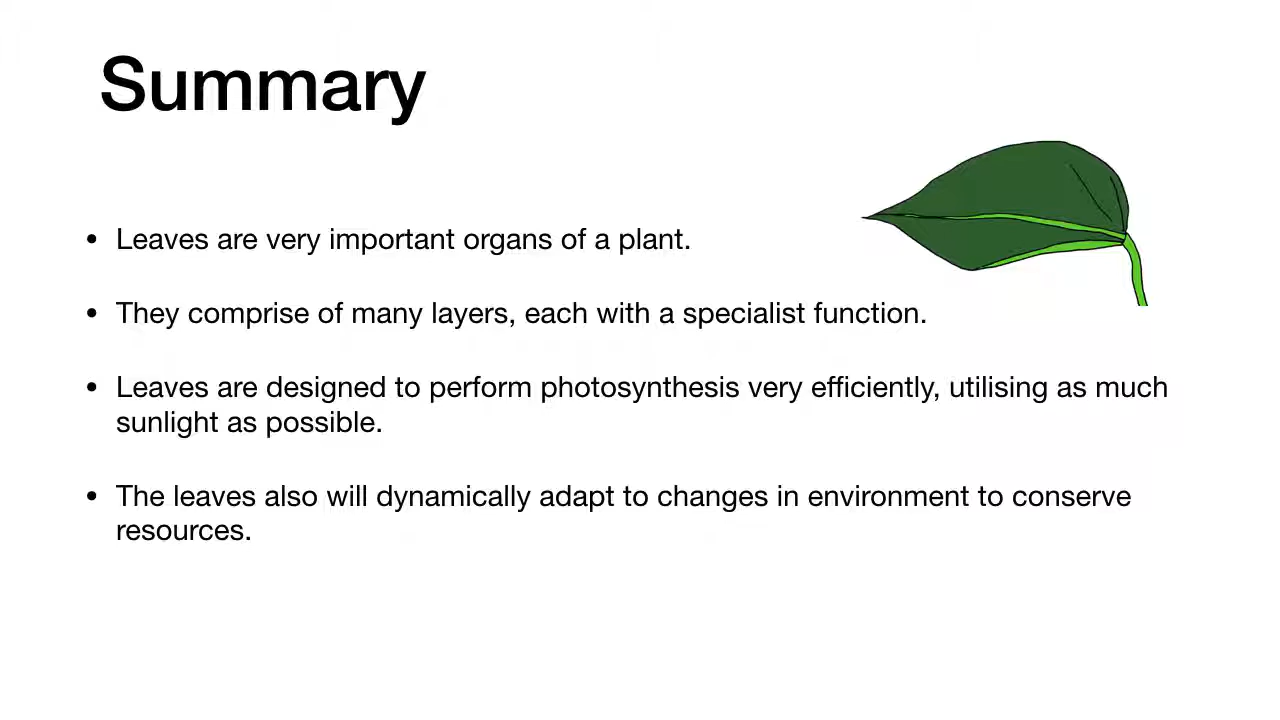 Summary
• Leaves are very important organs of a plant.
• They comprise of many layers, each with a specialist function.
• Leaves are designed to perform photosynthesis very efficiently, utilising as much
sunlight as possible.
• The leaves also will dynamically adapt to changes in environment to conserve
resources.